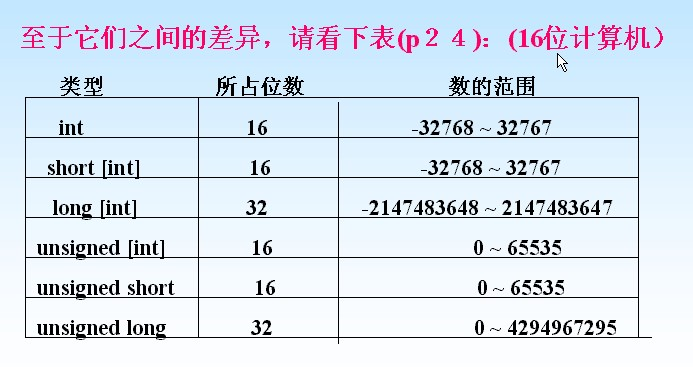 至于它们之间的差异，请看下表(p２４)：(16位计算机）
类型 所占位数 数的范围
int 16 -32768 ~ 32767
short [int] 16 -32768 ~ 32767
long [int] 32 -2147483648 ~ 2147483647
unsigned [int] 16 0 ~ 65535
unsigned short 16 0 ~ 65535
unsigned long 32 0 ~ 4294967295